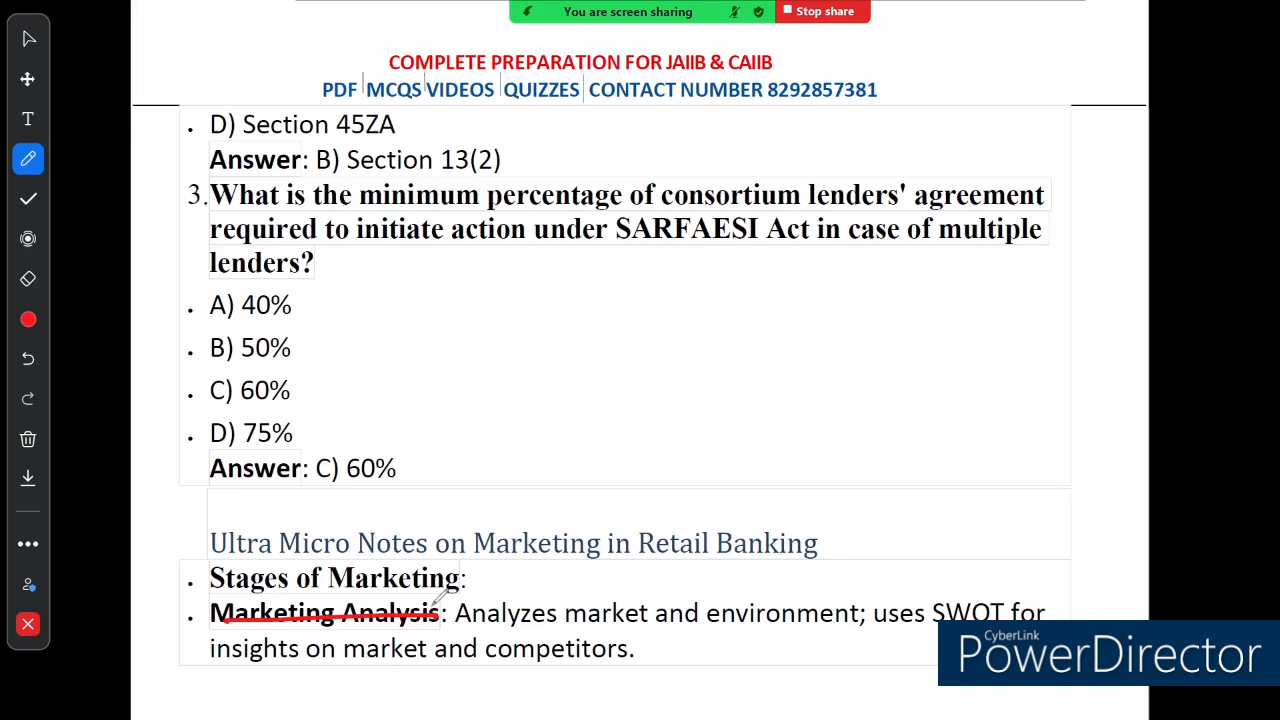 You are screen sharing
Stop share
COMPLETE PREPARATION FOR JAIIB & CAIIB
PDF MCQS VIDEOS QUIZZES CONTACT NUMBER 8292857381
• D) Section 45ZA
Answer: B) Section 13(2)
3. What is the minimum percentage of consortium lenders' agreement
required to initiate action under SARFAESI Act in case of multiple
lenders?
• A) 40%
• B) 50%
• C) 60%
• D) 75%
Answer: C) 60%
Ultra Micro Notes on Marketing in Retail Banking
• Stages of Marketing:
• Marketing Analysis: Analyzes market and environment; uses SWOT for
insights on market and competitors.
CyberLink
PowerDirector